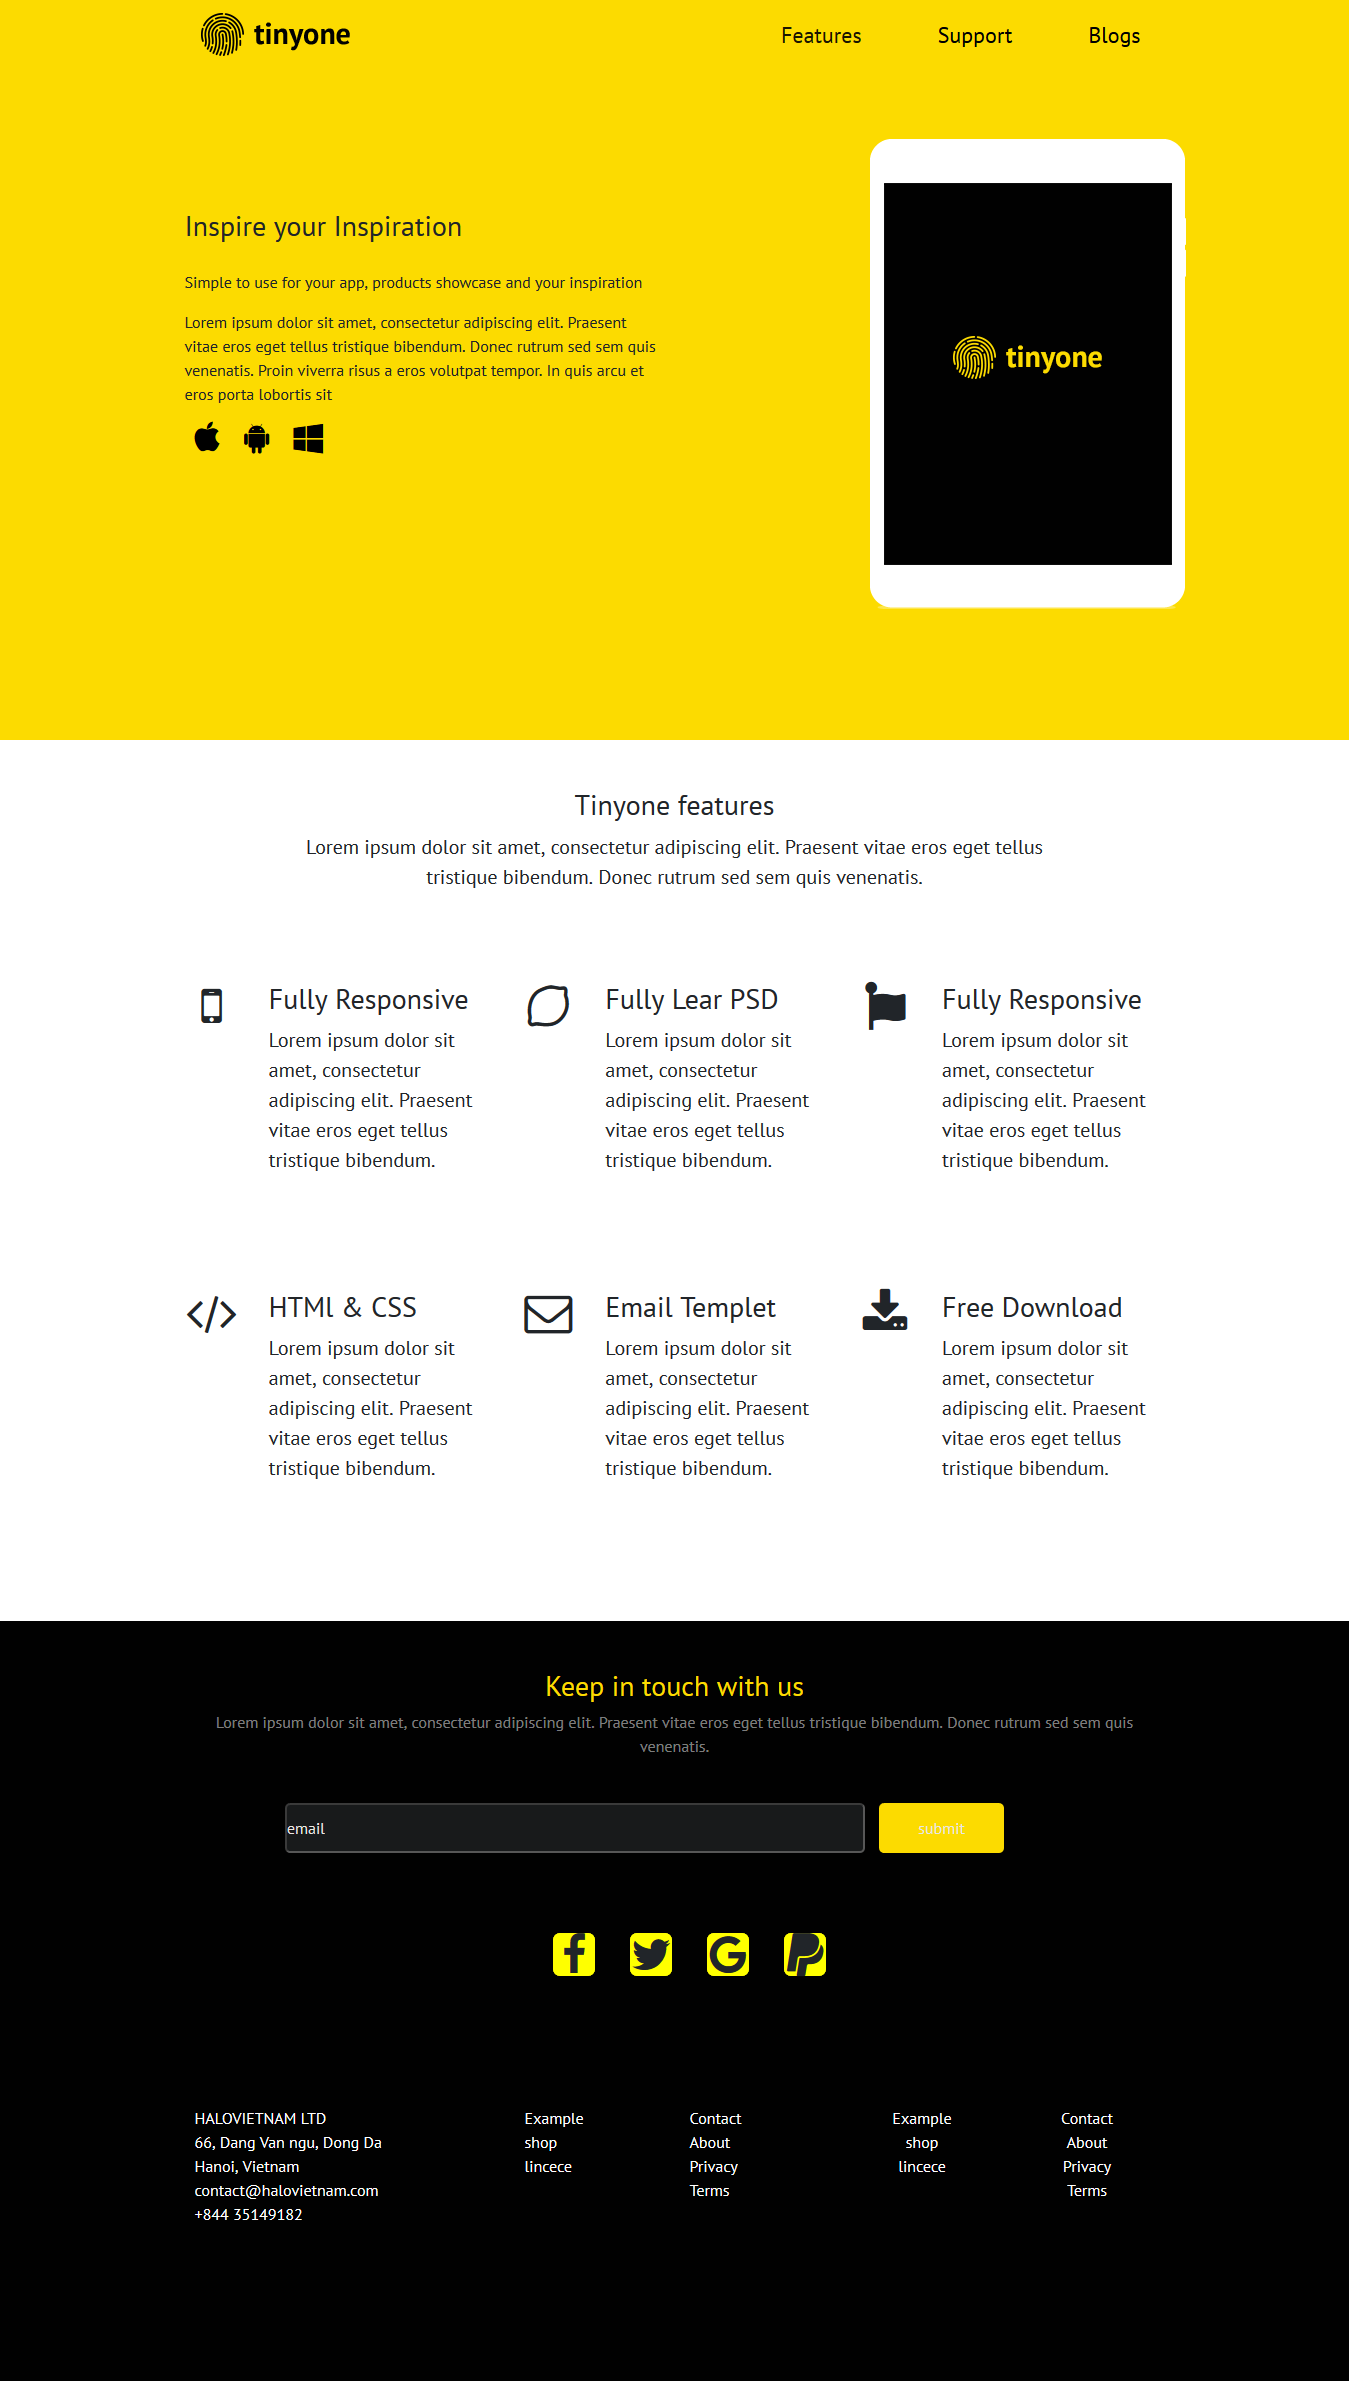 tinyone
Features
Support
Blogs
Inspire your Inspiration
Simple to use for your app, products showcase and your inspiration
Lorem ipsum dolor sit amet, consectetur adipiscing elit. Praesent
vitae eros eget tellus tristique bibendum. Donec rutrum sed sem quis
venenatis. Proin viverra risus a eros volutpat tempor. In quis arcu et
eros porta lobortis sit
tinyone
Tinyone features
Lorem ipsum dolor sit amet, consectetur adipiscing elit. Praesent vitae eros eget tellus
tristique bibendum. Donec rutrum sed sem quis venenatis.
Fully Responsive
Lorem ipsum dolor sit
amet, consectetur
adipiscing elit. Praesent
vitae eros eget tellus
tristique bibendum.
Fully Lear PSD
Lorem ipsum dolor sit
amet, consectetur
adipiscing elit. Praesent
vitae eros eget tellus
tristique bibendum.
Fully Responsive
Lorem ipsum dolor sit
amet, consectetur
adipiscing elit. Praesent
vitae eros eget tellus
tristique bibendum.
HTMl & CSS
Lorem ipsum dolor sit
amet, consectetur
adipiscing elit. Praesent
vitae eros eget tellus
tristique bibendum.
Email Templet
Lorem ipsum dolor sit
amet, consectetur
adipiscing elit. Praesent
vitae eros eget tellus
tristique bibendum.
Free Download
Lorem ipsum dolor sit
amet, consectetur
adipiscing elit. Praesent
vitae eros eget tellus
tristique bibendum.
Keep in touch with us
Lorem ipsum dolor sit amet, consectetur adipiscing elit. Praesent vitae eros eget tellus tristique bibendum. Donec rutrum sed sem quis
venenatis.
email
submit
HALOVIETNAM LTD
66, Dang Van ngu, Dong Da
Hanoi, Vietnam
contact@halovietnam.com
+844 35149182
Example
shop
lincece
Contact
About
Privacy
Terms
Example
shop
lincece
Contact
About
Privacy
Terms